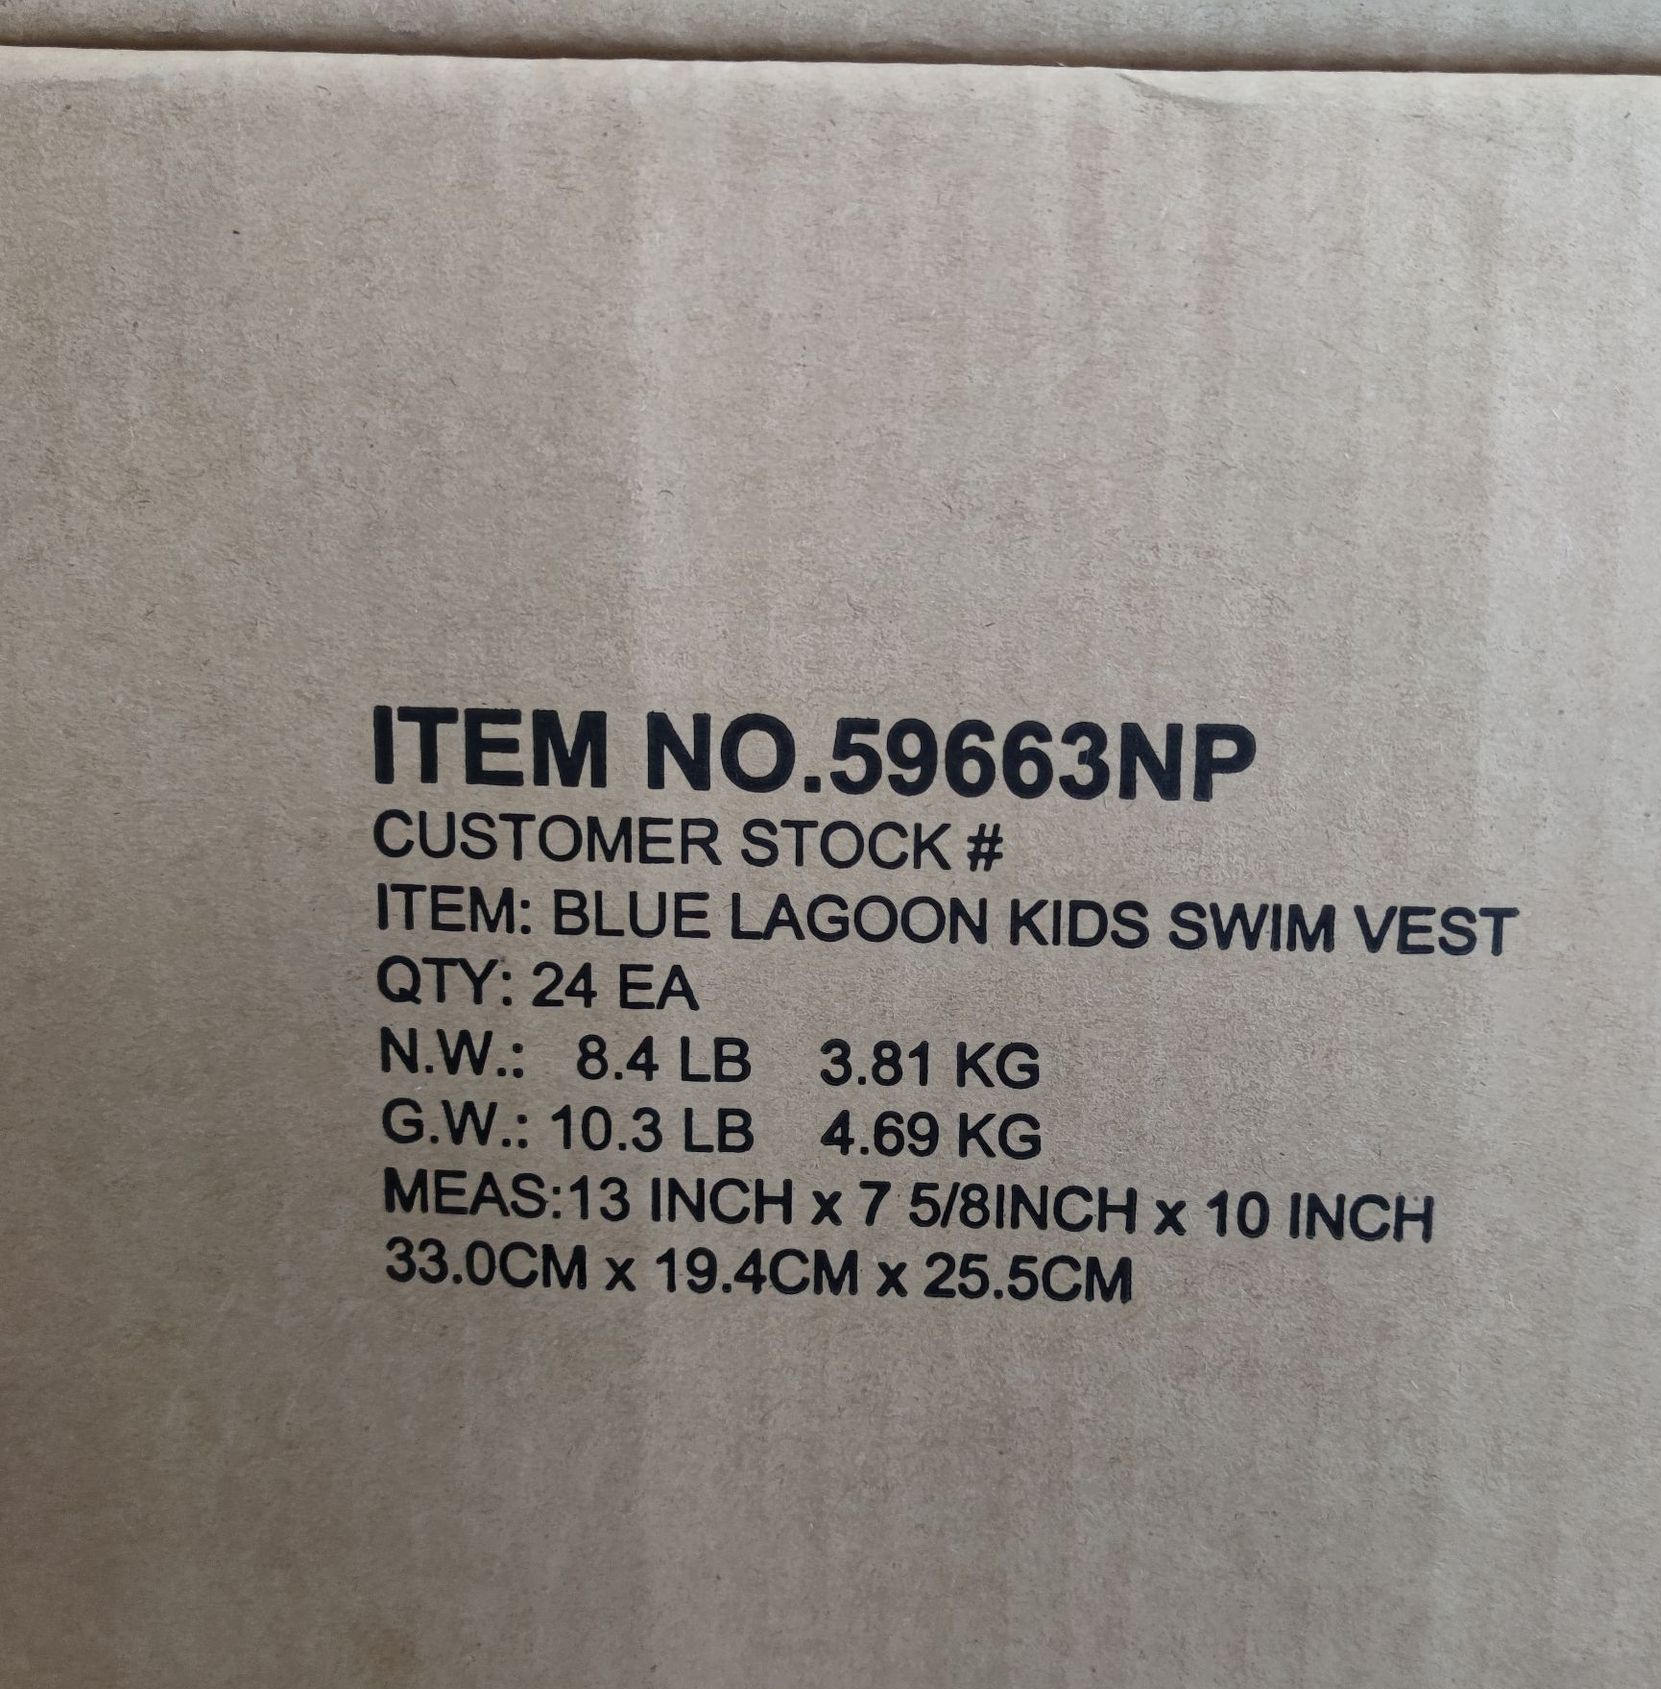 ITEM NO.59663NP
CUSTOMER STOCK #
ITEM: BLUE LAGOON KIDS SWIM VEST
QTY: 24 EA
N.W.: 8.4 LB 3.81 KG
G.W.: 10.3 LB 4.69 KG
MEAS:13 INCH x 7 5/8INCH x 10 INCH
33.0CM x 19.4CM x 25.5CM